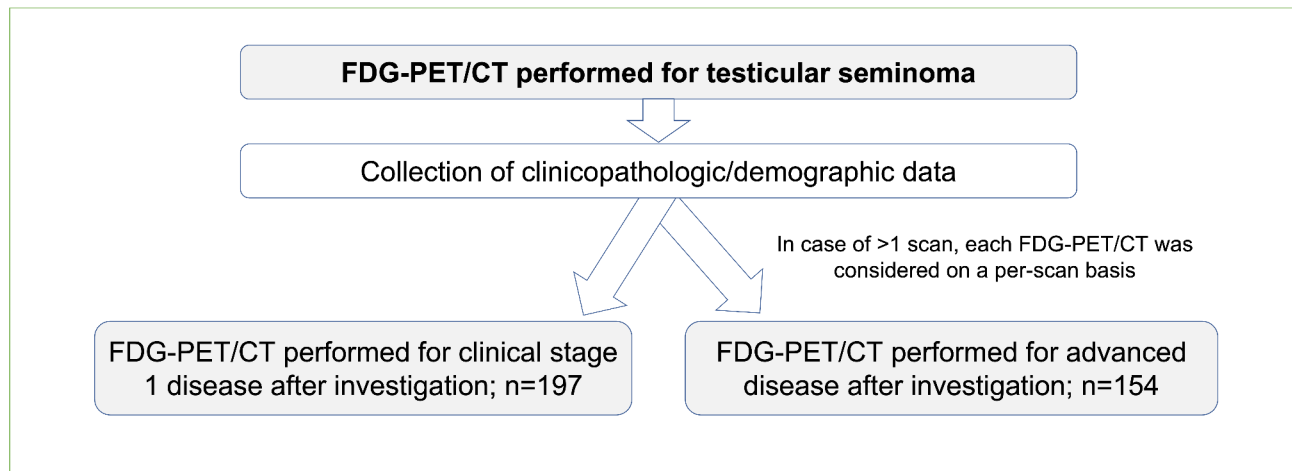 FDG-PET/CT performed for testicular seminoma
Collection of clinicopathologic/demographic data
In case of >1 scan, each FDG-PET/CT was
considered on a per-scan basis
FDG-PET/CT performed for clinical stage
1 disease after investigation; n=197
FDG-PET/CT performed for advanced
disease after investigation; n=154